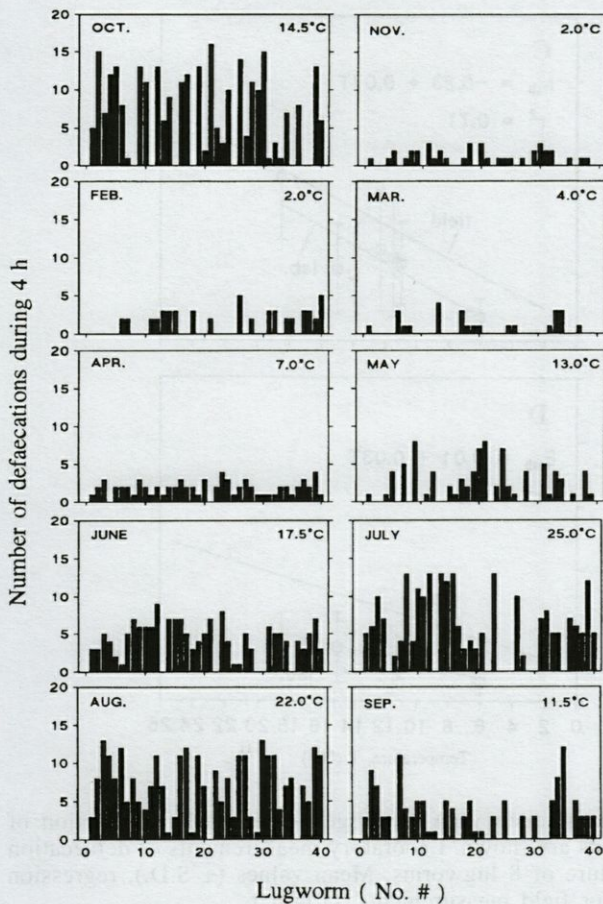 20 OCT. 14.5°C NOV. 2.0°C
15
10
5
0
20 FEB. 2.0°C MAR. 4.0°C
15
10
5
0
20 APR. 7.0°C MAY 13.0°C
15
10
5
0
20 JUNE 17.5°C JULY 25.0°C
15
10
5
0
20 AUG. 22.0°C SEP. 11.5°C
15
10
5
0
0 10 20 30 40 0 10 20 30 40
Number of defaecations during 4 h
Lugworm ( No. # )